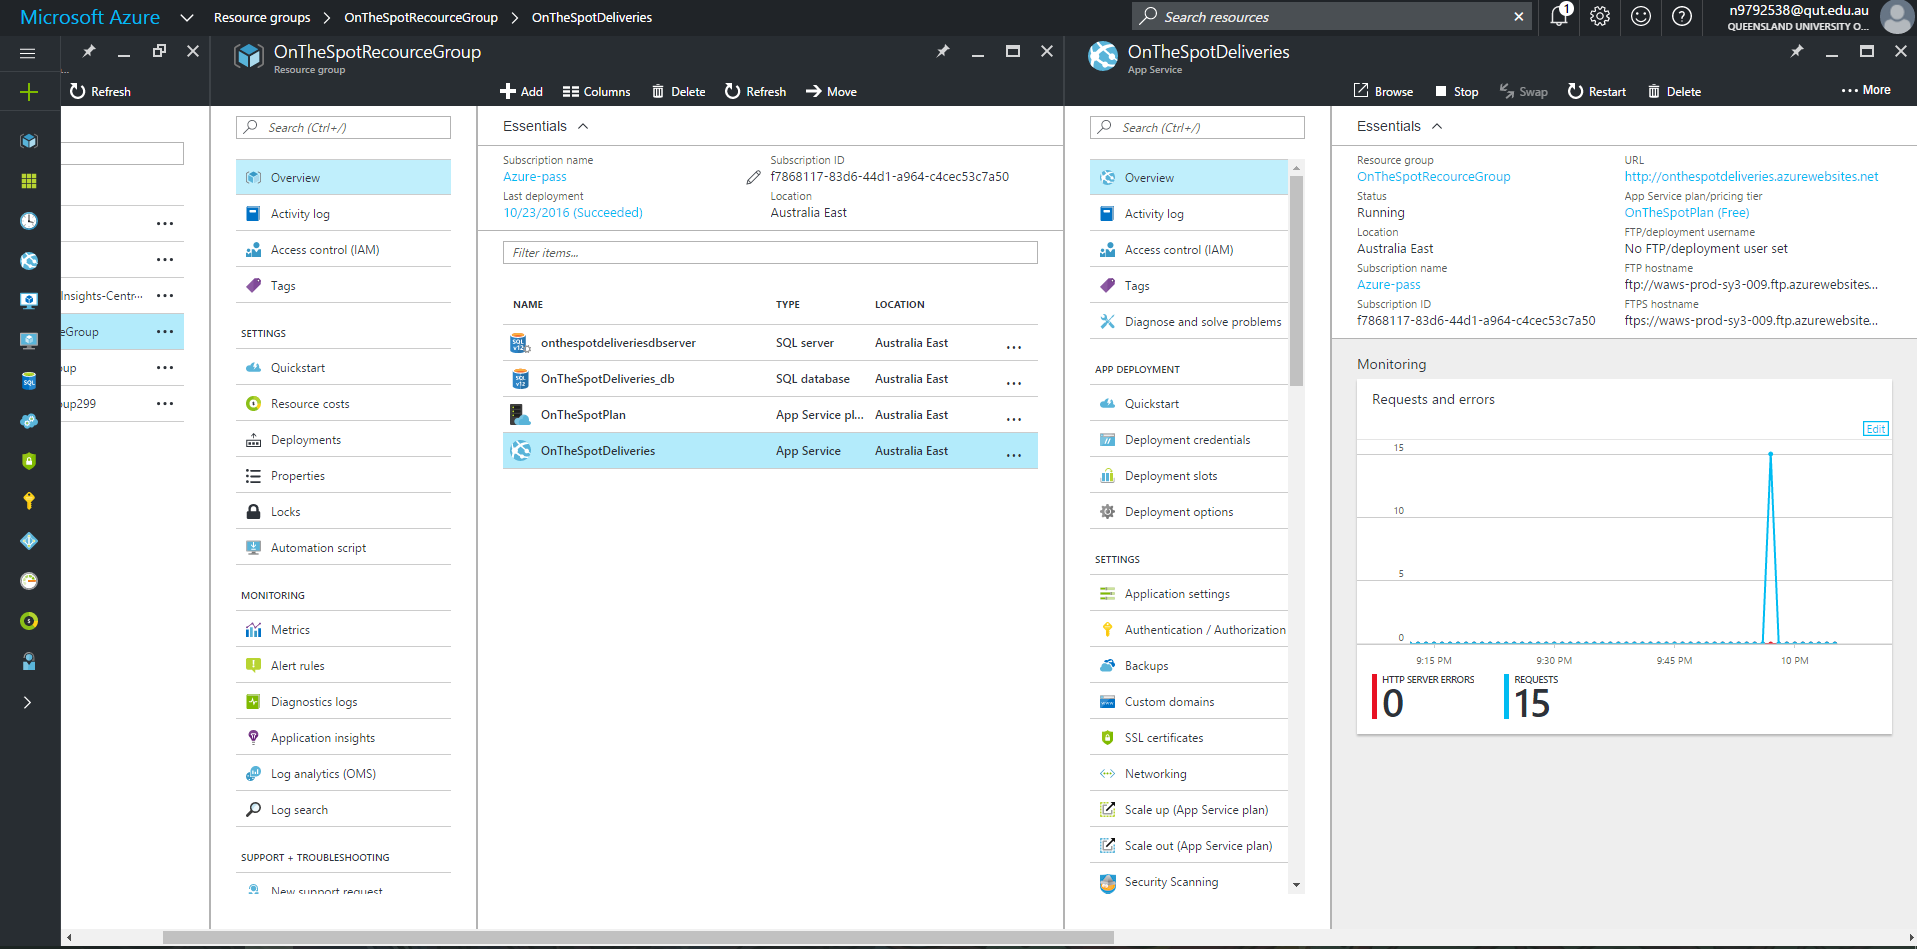 Microsoft Azure
Resource groups
OnTheSpotRecourceGroup
OnTheSpotDeliveries
Search resources
1
n9792538@qut.edu.au
QUEENSLAND UNIVERSITY O...
...
Refresh
Insights-Centr...
eGroup
oup
oup299
OnTheSpotRecourceGroup
Resource group
Add
Columns
Delete
Refresh
Move
Search (Ctrl+/)
Overview
Activity log
Access control (IAM)
Tags
SETTINGS
Quickstart
Resource costs
Deployments
Properties
Locks
Automation script
MONITORING
Metrics
Alert rules
Diagnostics logs
Application insights
Log analytics (OMS)
Log search
SUPPORT + TROUBLESHOOTING
New support request
Essentials
Subscription name
Azure-pass
Last deployment
10/23/2016 (Succeeded)
Subscription ID
f7868117-83d6-44d1-a964-c4cec53c7a50
Location
Australia East
Filter items...
NAME TYPE LOCATION
onthespotdeliveriesdbserver SQL server Australia East ...
OnTheSpotDeliveries_db SQL database Australia East ...
OnTheSpotPlan App Service pl... Australia East ...
OnTheSpotDeliveries App Service Australia East ...
OnTheSpotDeliveries
App Service
Browse
Stop
Swap
Restart
Delete
More
Search (Ctrl+/)
Overview
Activity log
Access control (IAM)
Tags
Diagnose and solve problems
APP DEPLOYMENT
Quickstart
Deployment credentials
Deployment slots
Deployment options
SETTINGS
Application settings
Authentication / Authorization
Backups
Custom domains
SSL certificates
Networking
Scale up (App Service plan)
Scale out (App Service plan)
Security Scanning
Essentials
Resource group
OnTheSpotRecourceGroup
Status
Running
Location
Australia East
Subscription name
Azure-pass
Subscription ID
f7868117-83d6-44d1-a964-c4cec53c7a50
URL
http://onthespotdeliveries.azurewebsites.net
App Service plan/pricing tier
OnTheSpotPlan (Free)
FTP/deployment username
No FTP/deployment user set
FTP hostname
ftp://waws-prod-sy3-009.ftp.azurewebsites...
FTPS hostname
ftps://waws-prod-sy3-009.ftp.azurewebsite...
Monitoring
Requests and errors
Edit
15
10
5
0
9:15 PM 9:30 PM 9:45 PM 10 PM
HTTP SERVER ERRORS
0
REQUESTS
15